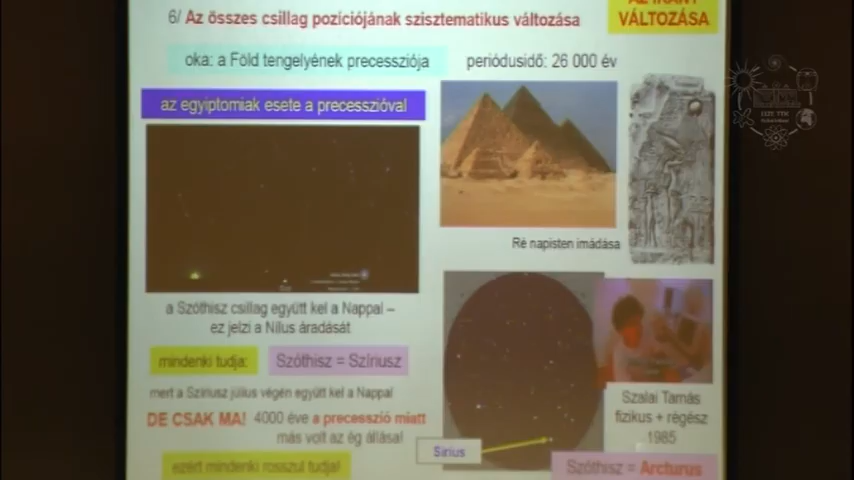 6/ Az összes csillag pozíciójának szisztematikus változása
AZ IRÁNY
VÁLTOZÁSA
oka: a Föld tengelyének precessziója
periódusidő: 26 000 év
az egyiptomiak esete a precesszióval
Ré napisten imádása
a Szóthisz csillag együtt kel a Nappal –
ez jelzi a Nílus áradását
mindenki tudja:
Szóthisz = Szíriusz
mert a Szíriusz július végén együtt kel a Nappal
DE CSAK MA! 4000 éve a precesszió miatt
más volt az ég állása!
ezért mindenki rosszul tudja!
Sirius
Szalai Tamás
fizikus + régész
1985
Szóthisz = Arcturus